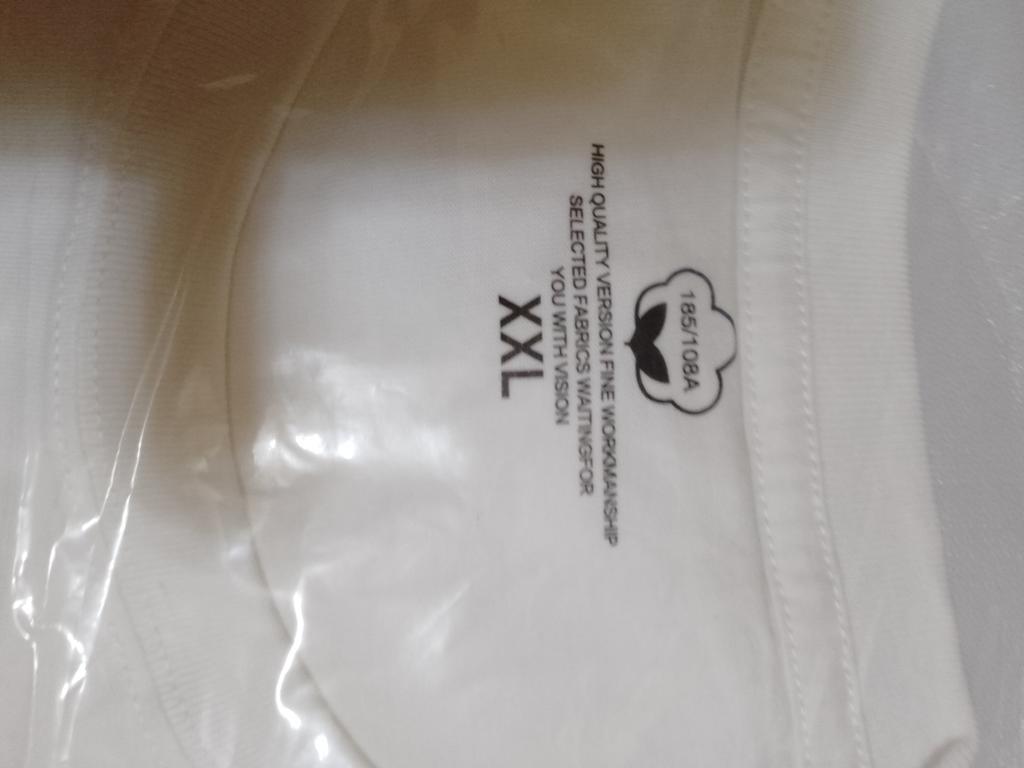 185/108A
HIGH QUALITY VERSION FINE WORKMANSHIP
SELECTED FABRICS WAITINGFOR
YOU WITH VISION
XXL